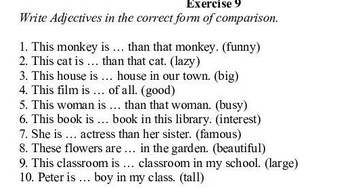 Exercise 9
Write Adjectives in the correct form of comparison.
1. This monkey is … than that monkey. (funny)
2. This cat is … than that cat. (lazy)
3. This house is … house in our town. (big)
4. This film is … of all. (good)
5. This woman is … than that woman. (busy)
6. This book is … book in this library. (interest)
7. She is … actress than her sister. (famous)
8. These flowers are … in the garden. (beautiful)
9. This classroom is … classroom in my school. (large)
10. Peter is … boy in my class. (tall)